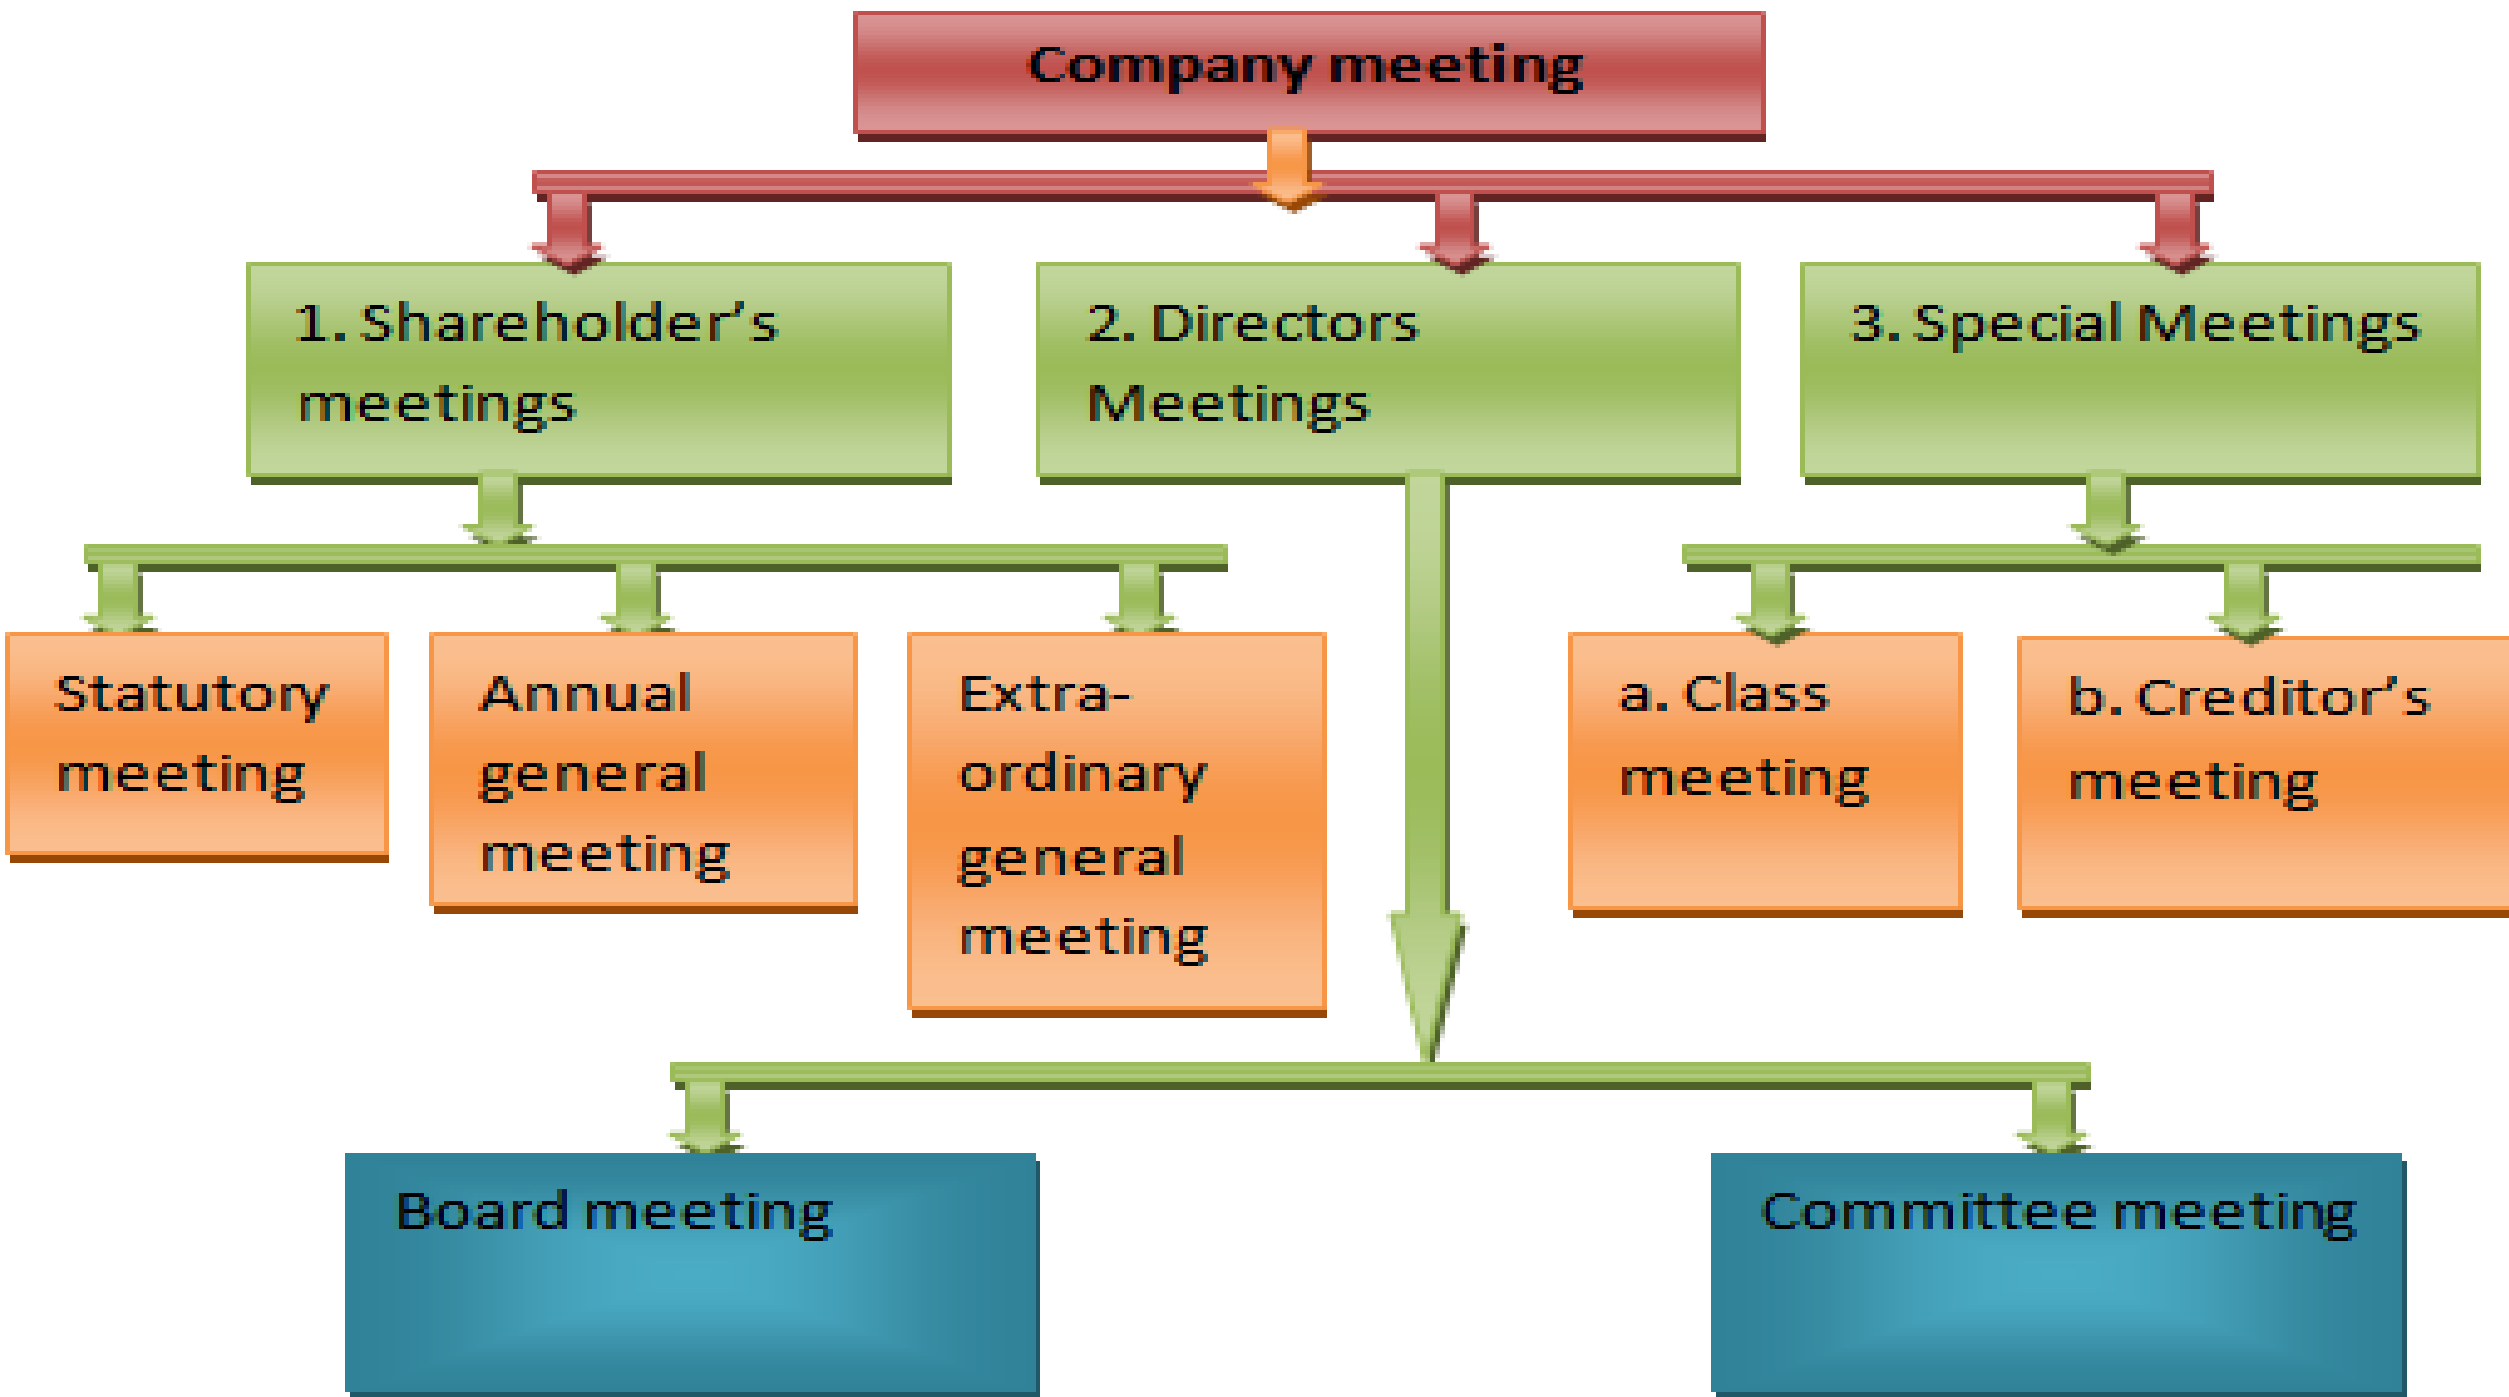 Company meeting
1. Shareholder’s
meetings
2. Directors
Meetings
3. Special Meetings
Statutory
meeting
Annual
general
meeting
Extra-
ordinary
general
meeting
a. Class
meeting
b. Creditor’s
meeting
Board meeting
Committee meeting